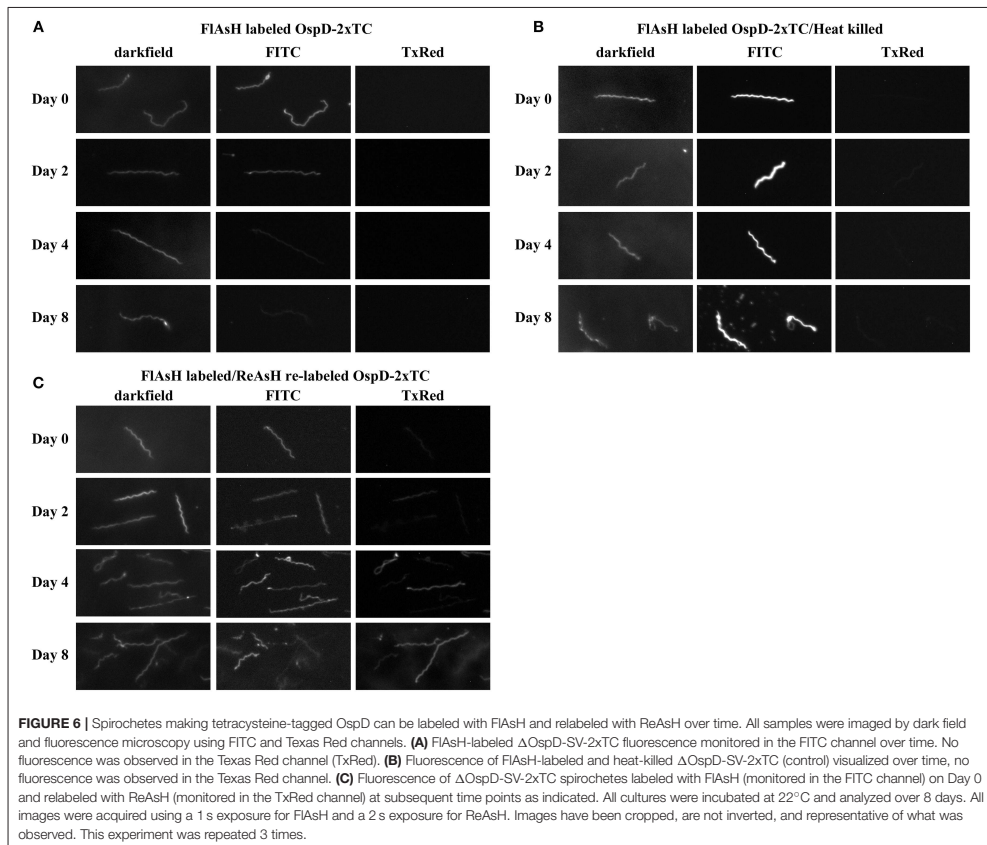 A
FlAsH labeled OspD-2xTC
darkfield FITC TxRed
Day 0
Day 2
Day 4
Day 8
B
FlAsH labeled OspD-2xTC/Heat killed
darkfield FITC TxRed
Day 0
Day 2
Day 4
Day 8
C
FlAsH labeled/ReAsH re-labeled OspD-2xTC
darkfield FITC TxRed
Day 0
Day 2
Day 4
Day 8
FIGURE 6 | Spirochetes making tetracysteine-tagged OspD can be labeled with FlAsH and relabeled with ReAsH over time. All samples were imaged by dark field
and fluorescence microscopy using FITC and Texas Red channels. (A) FlAsH-labeled ΔOspD-SV-2xTC fluorescence monitored in the FITC channel over time. No
fluorescence was observed in the Texas Red channel (TxRed). (B) Fluorescence of FlAsH-labeled and heat-killed ΔOspD-SV-2xTC (control) visualized over time, no
fluorescence was observed in the Texas Red channel. (C) Fluorescence of ΔOspD-SV-2xTC spirochetes labeled with FlAsH (monitored in the FITC channel) on Day 0
and relabeled with ReAsH (monitored in the TxRed channel) at subsequent time points as indicated. All cultures were incubated at 22°C and analyzed over 8 days. All
images were acquired using a 1 s exposure for FlAsH and a 2 s exposure for ReAsH. Images have been cropped, are not inverted, and representative of what was
observed. This experiment was repeated 3 times.